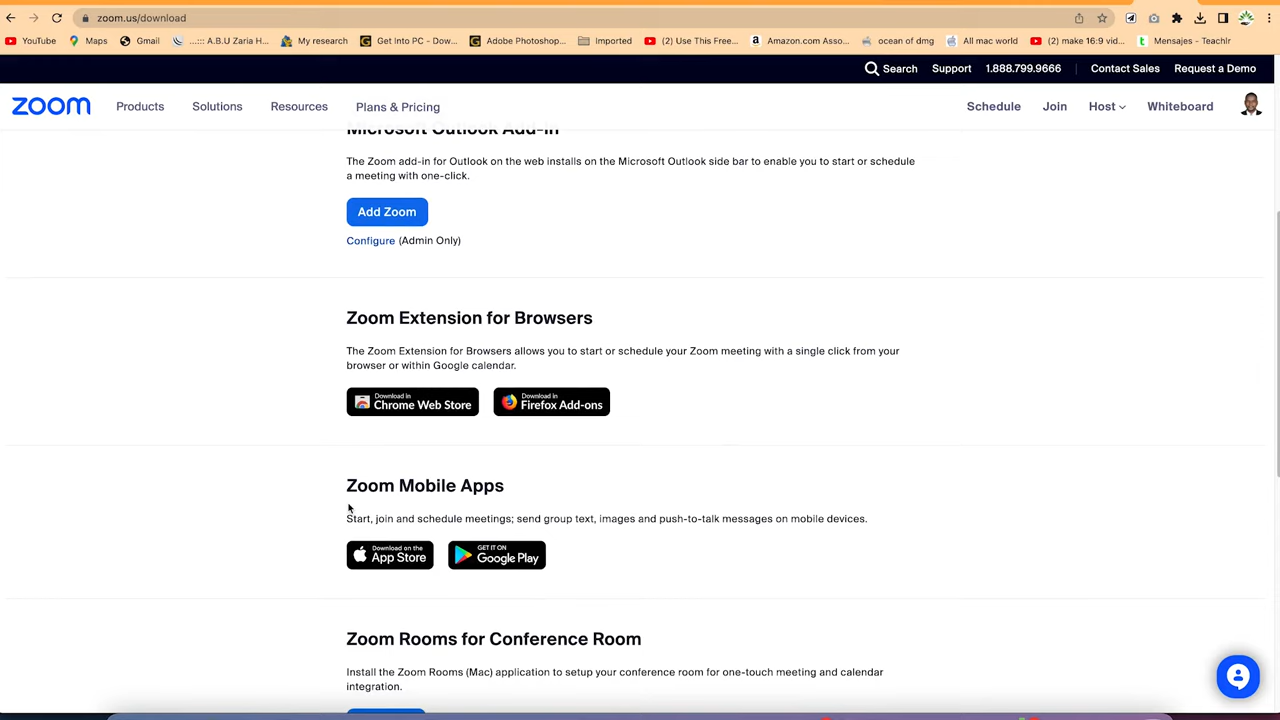 zoom.us/download
YouTube
Maps
Gmail
...::: A.B.U Zaria H...
My research
Get Into PC - Dow...
Adobe Photoshop...
Imported
(2) Use This Free...
Amazon.com Asso...
ocean of dmg
All mac world
(2) make 16:9 vid...
Mensajes - Teachlr
Search
Support
1.888.799.9666
Contact Sales
Request a Demo
zoom
Products
Solutions
Resources
Plans & Pricing
Schedule
Join
Host
Whiteboard
Microsoft Outlook Add-in
The Zoom add-in for Outlook on the web installs on the Microsoft Outlook side bar to enable you to start or schedule
a meeting with one-click.
Add Zoom
Configure (Admin Only)
Zoom Extension for Browsers
The Zoom Extension for Browsers allows you to start or schedule your Zoom meeting with a single click from your
browser or within Google calendar.
Download in
Chrome Web Store
Download in
Firefox Add-ons
Zoom Mobile Apps
Start, join and schedule meetings; send group text, images and push-to-talk messages on mobile devices.
Download on the
App Store
GET IT ON
Google Play
Zoom Rooms for Conference Room
Install the Zoom Rooms (Mac) application to setup your conference room for one-touch meeting and calendar
integration.